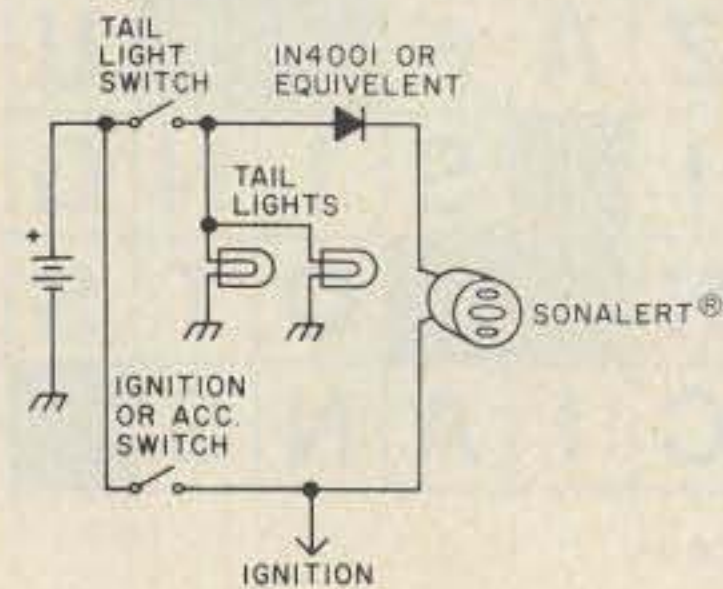 TAIL
LIGHT
SWITCH
IN4001 OR
EQUIVELENT
TAIL
LIGHTS
+
SONALERT®
IGNITION
OR ACC.
SWITCH
IGNITION